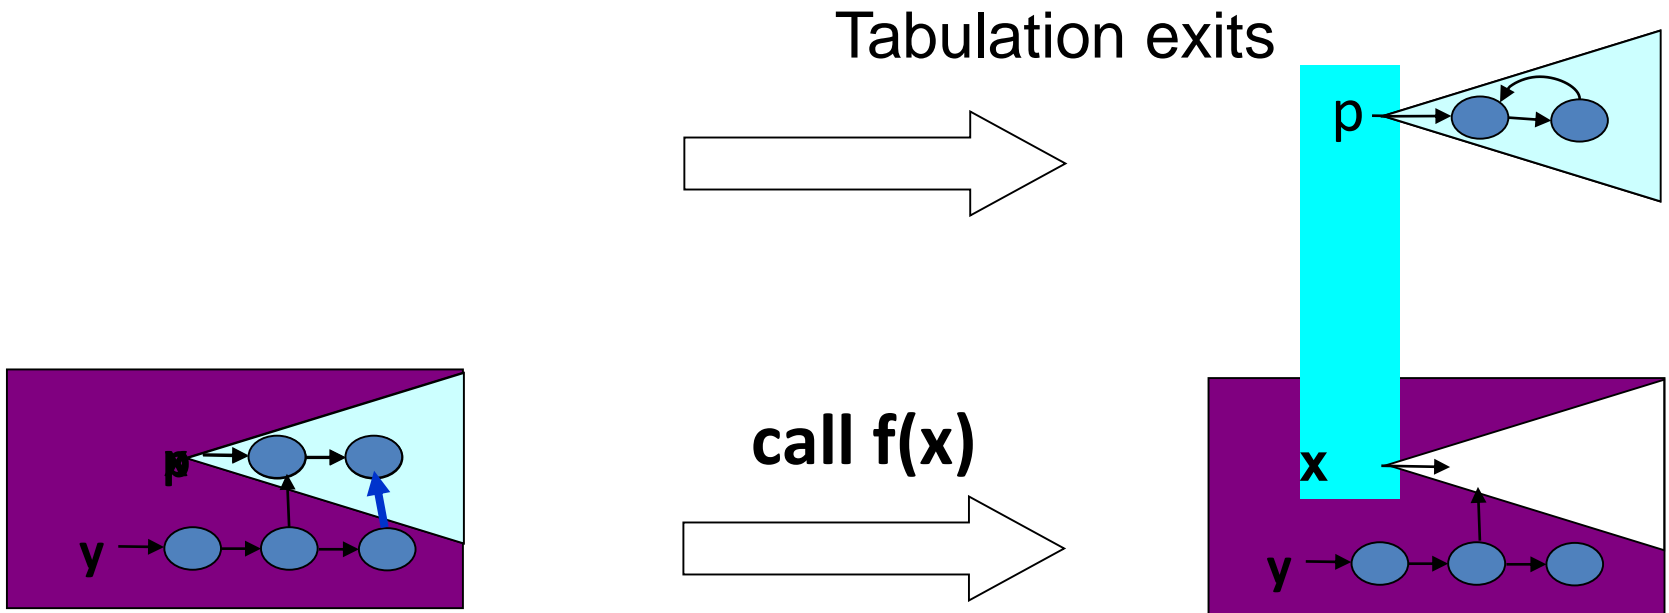 Tabulation exits
p
call f(x)
x
y
y